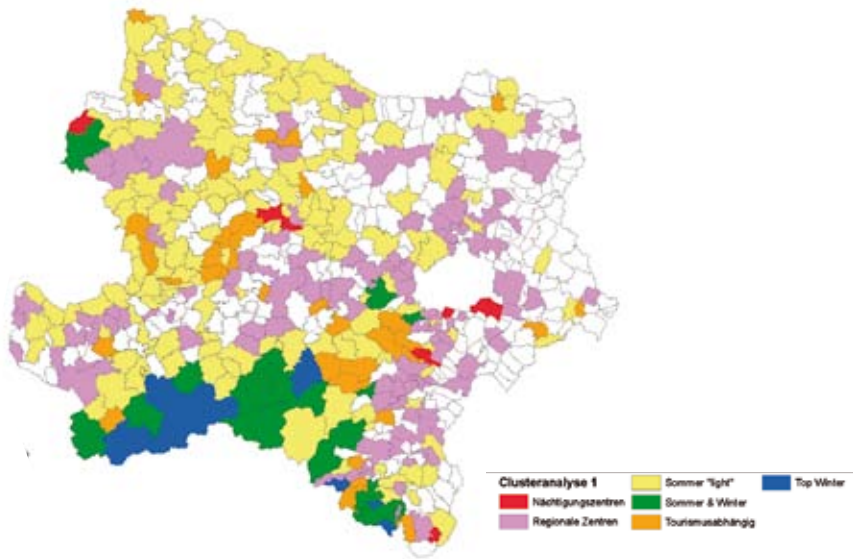 Clusteranalyse 1
Nächtigungszentren
Regionale Zentren
Sommer "light"
Sommer & Winter
Tourismusabhängig
Top Winter